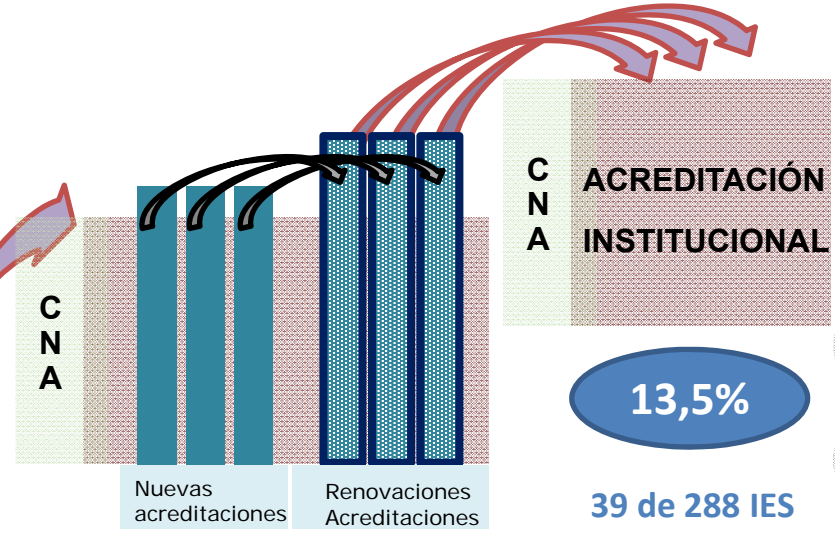 C
N
A
Nuevas
acreditaciones
Renovaciones
Acreditaciones
C
N
A
ACREDITACIÓN
INSTITUCIONAL
13,5%
39 de 288 IES